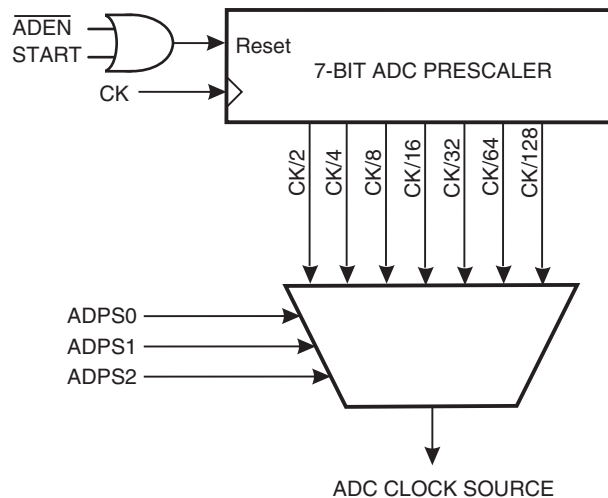 ADEN
START
Reset
7-BIT ADC PRESCALER
CK
CK/2
CK/4
CK/8
CK/16
CK/32
CK/64
CK/128
ADPS0
ADPS1
ADPS2
ADC CLOCK SOURCE